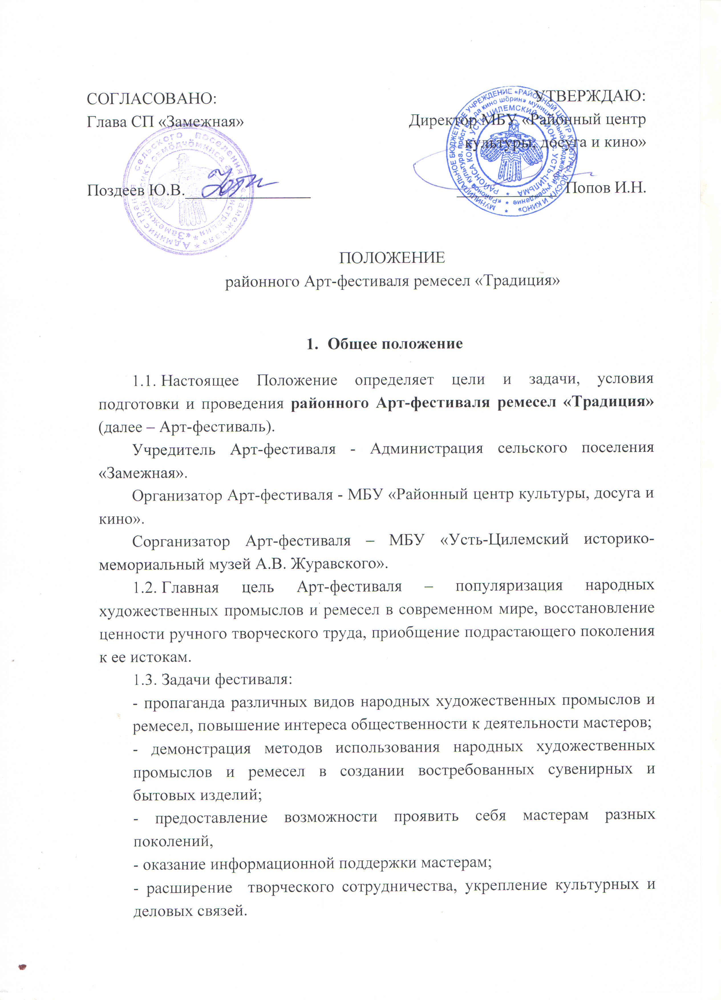 СОГЛАСОВАНО:
Глава СП «Замежная»
Поздеев Ю.В.
УТВЕРЖДАЮ:
Директор МБУ «Районный центр
культуры, досуга и кино»
Попов И.Н.
ПОЛОЖЕНИЕ
районного Арт-фестиваля ремесел «Традиция»
1. Общее положение
1.1. Настоящее Положение определяет цели и задачи, условия
подготовки и проведения районного Арт-фестиваля ремесел «Традиция»
(далее – Арт-фестиваль).
Учредитель Арт-фестиваля - Администрация сельского поселения
«Замежная».
Организатор Арт-фестиваля - МБУ «Районный центр культуры, досуга и
кино».
Сорганизатор Арт-фестиваля – МБУ «Усть-Цилемский историко-
мемориальный музей А.В. Журавского».
1.2. Главная цель Арт-фестиваля – популяризация народных
художественных промыслов и ремесел в современном мире, восстановление
ценности ручного творческого труда, приобщение подрастающего поколения
к ее истокам.
1.3. Задачи фестиваля:
- пропаганда различных видов народных художественных промыслов и
ремесел, повышение интереса общественности к деятельности мастеров;
- демонстрация методов использования народных художественных
промыслов и ремесел в создании востребованных сувенирных и
бытовых изделий;
- предоставление возможности проявить себя мастерам разных
поколений,
- оказание информационной поддержки мастерам;
- расширение творческого сотрудничества, укрепление культурных и
деловых связей.